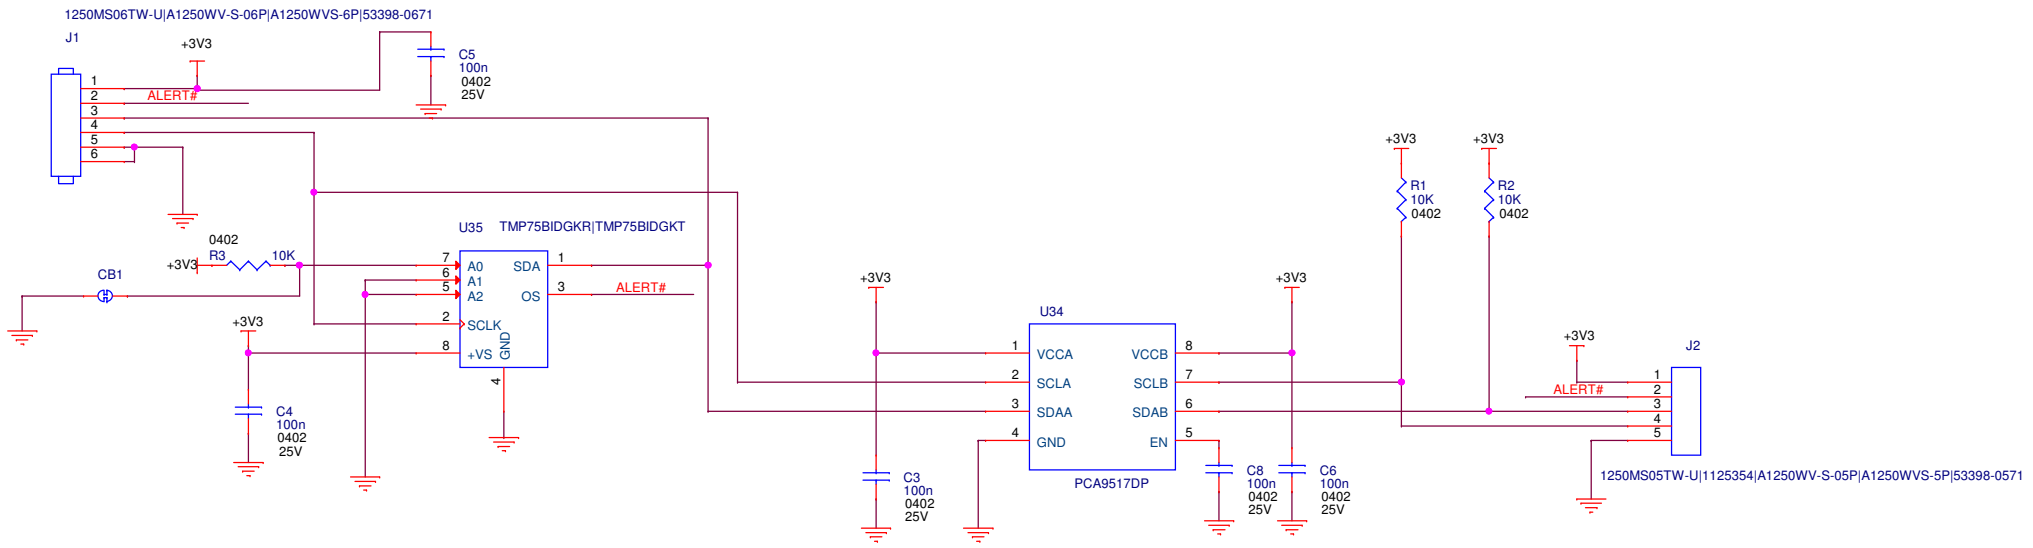 1250MS06TW-U|A1250WV-S-06P|A1250WVS-6P|53398-0671
J1
+3V3
C5
100n
0402
25V
1
2
3
4
5
6
ALERT#
+3V3
+3V3
R1
10K
0402
R2
10K
0402
U35
TMP75BIDGKR|TMP75BIDGKT
0402
R3
10K
+3V3
CB1
7
6
5
2
8
A0
A1
A2
SCLK
+VS
GND
4
SDA
OS
1
3
ALERT#
+3V3
C4
100n
0402
25V
+3V3
+3V3
U34
1
2
3
4
VCCA
SCLA
SDAA
GND
VCCB
SCLB
SDAB
EN
8
7
6
5
PCA9517DP
C3
100n
0402
25V
C8
100n
0402
25V
C6
100n
0402
25V
+3V3
J2
ALERT#
1
2
3
4
5
1250MS05TW-U|1125354|A1250WV-S-05P|A1250WVS-5P|53398-0571